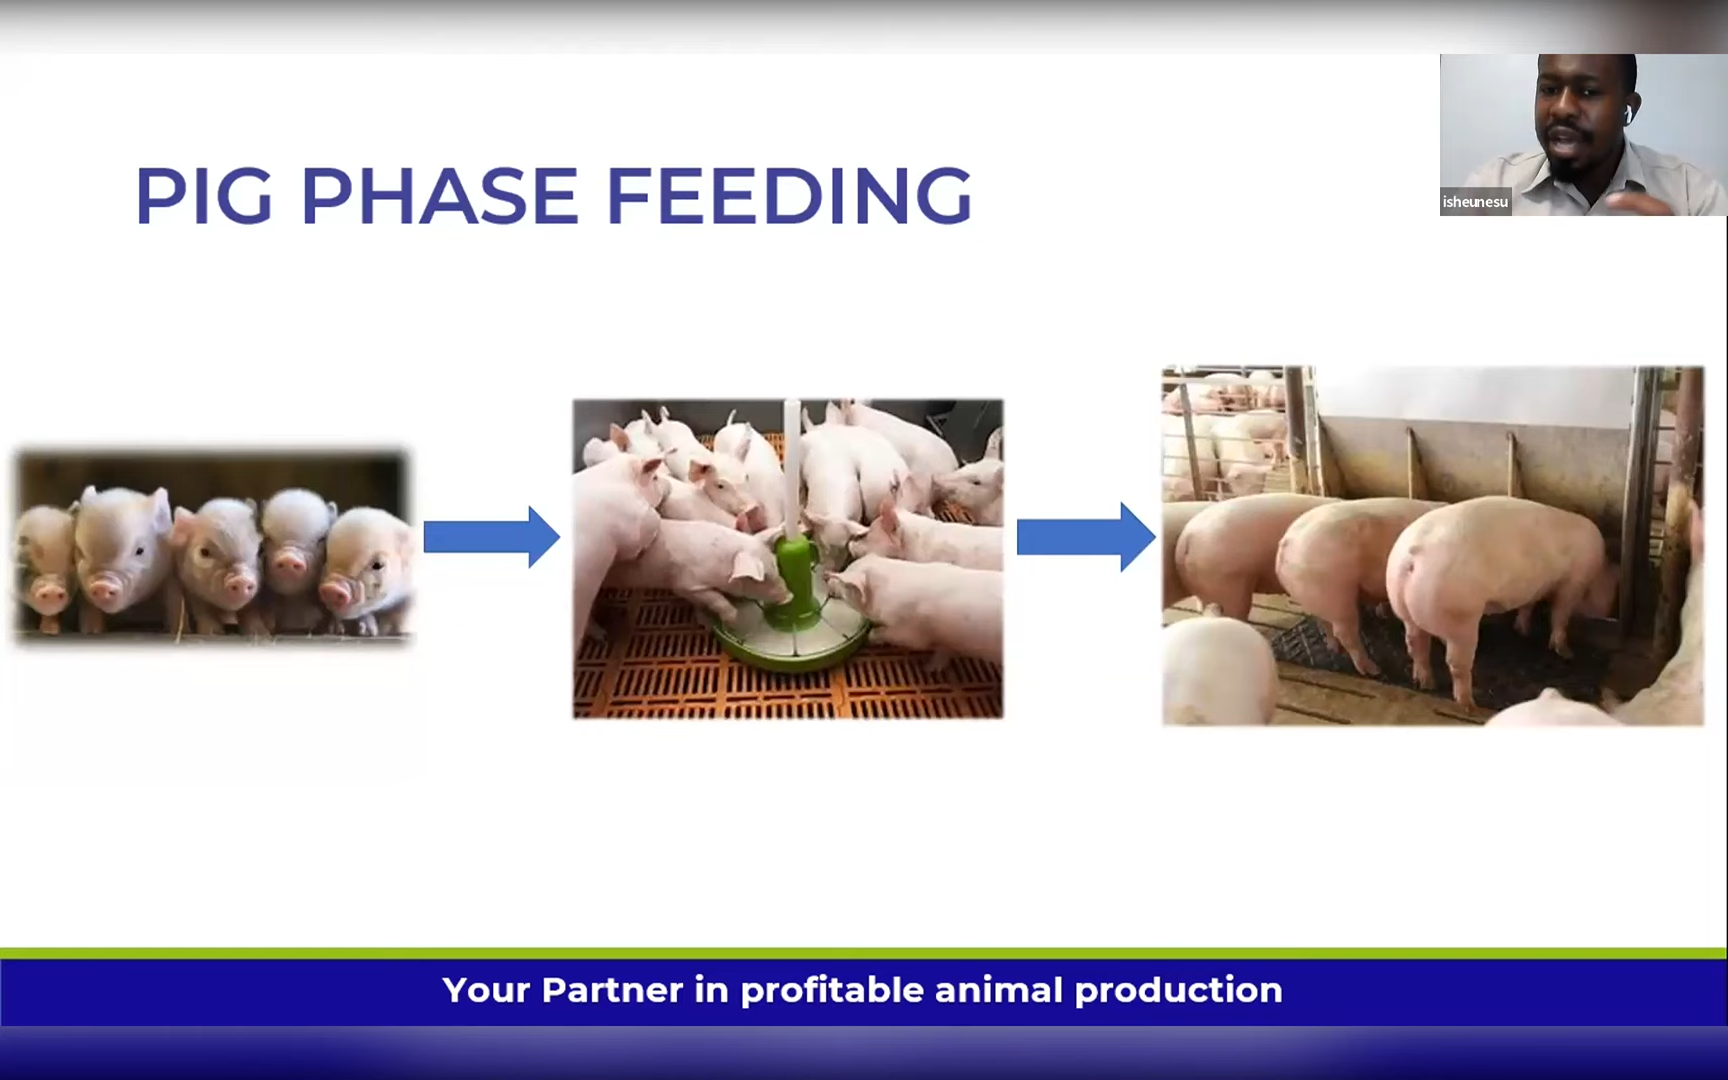 PIG PHASE FEEDING
isheunesu
Your Partner in profitable animal production